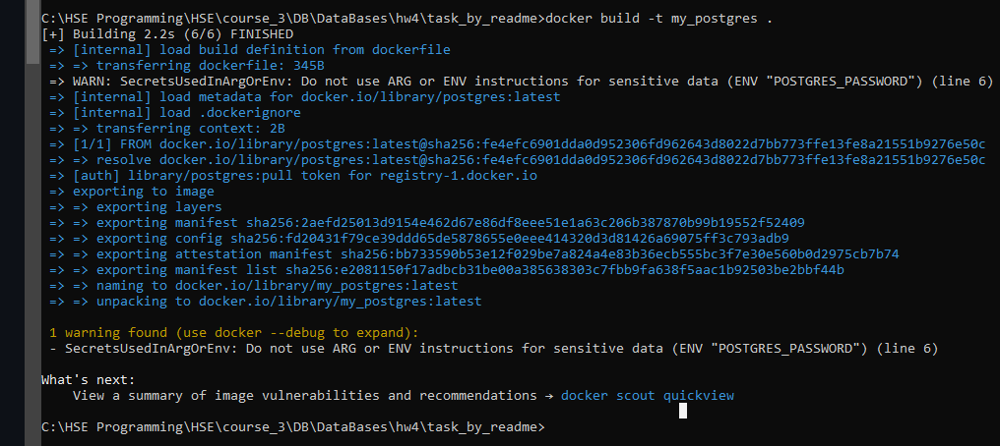 C:\HSE Programming\HSE\course_3\DB\DataBases\hw4\task_by_readme>docker build -t my_postgres .
[+] Building 2.2s (6/6) FINISHED
=> [internal] load build definition from dockerfile
=> => transferring dockerfile: 345B
=> WARN: SecretsUsedInArgOrEnv: Do not use ARG or ENV instructions for sensitive data (ENV "POSTGRES_PASSWORD") (line 6)
=> [internal] load metadata for docker.io/library/postgres:latest
=> [internal] load .dockerignore
=> => transferring context: 2B
=> [1/1] FROM docker.io/library/postgres:latest@sha256:fe4efc6901dda0d952306fd962643d8022d7bb773ffe13fe8a21551b9276e50c
=> => resolve docker.io/library/postgres:latest@sha256:fe4efc6901dda0d952306fd962643d8022d7bb773ffe13fe8a21551b9276e50c
=> [auth] library/postgres:pull token for registry-1.docker.io
=> exporting to image
=> => exporting layers
=> => exporting manifest sha256:2aefd25013d9154e462d67e86df8eee51e1a63c206b387870b99b19552f52409
=> => exporting config sha256:fd20431f79ce39ddd65de5878655e0eee414320d3d81426a69075ff3c793adb9
=> => exporting attestation manifest sha256:bb733590b53e12f029be7a824a4e83b36ecb555bc3f7e30e560b0d2975cb7b74
=> => exporting manifest list sha256:e2081150f17adbcb31be00a385638303c7fbb9fa638f5aac1b92503be2bbf44b
=> => naming to docker.io/library/my_postgres:latest
=> => unpacking to docker.io/library/my_postgres:latest
1 warning found (use docker --debug to expand):
- SecretsUsedInArgOrEnv: Do not use ARG or ENV instructions for sensitive data (ENV "POSTGRES_PASSWORD") (line 6)
What's next:
View a summary of image vulnerabilities and recommendations → docker scout quickview
C:\HSE Programming\HSE\course_3\DB\DataBases\hw4\task_by_readme>